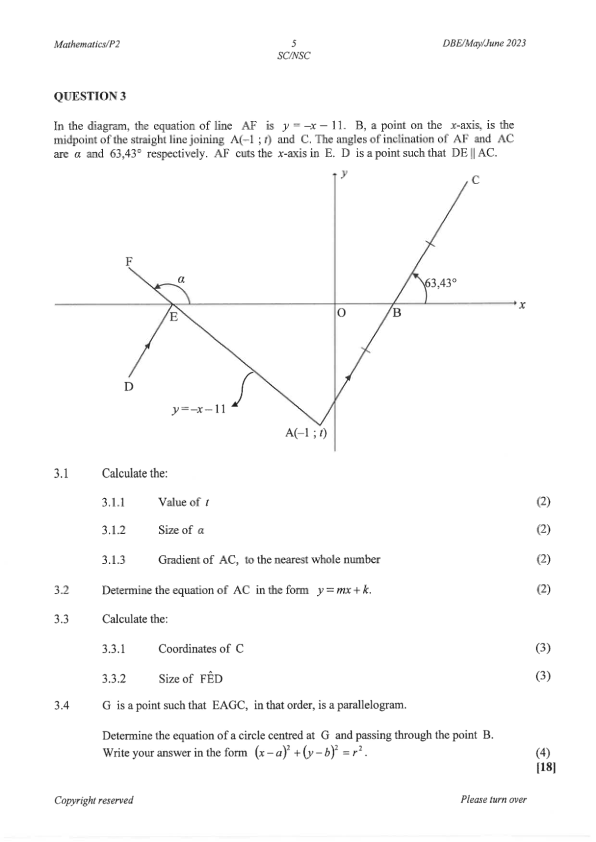 Mathematics/P2
5
DBE/May/June 2023
SC/NSC
QUESTION 3
In the diagram, the equation of line AF is y = –x – 11. B, a point on the x-axis, is the
midpoint of the straight line joining A(–1 ; t) and C. The angles of inclination of AF and AC
are α and 63,43° respectively. AF cuts the x-axis in E. D is a point such that DE || AC.
y
C
F
α
63,43°
x
E
O
B
D
y = –x – 11
A(–1 ; t)
3.1 Calculate the:
3.1.1 Value of t (2)
3.1.2 Size of α (2)
3.1.3 Gradient of AC, to the nearest whole number (2)
3.2 Determine the equation of AC in the form y = mx + k. (2)
3.3 Calculate the:
3.3.1 Coordinates of C (3)
3.3.2 Size of FÊD (3)
3.4 G is a point such that EAGC, in that order, is a parallelogram.
Determine the equation of a circle centred at G and passing through the point B.
Write your answer in the form (x – a)² + (y – b)² = r². (4)
[18]
Copyright reserved
Please turn over